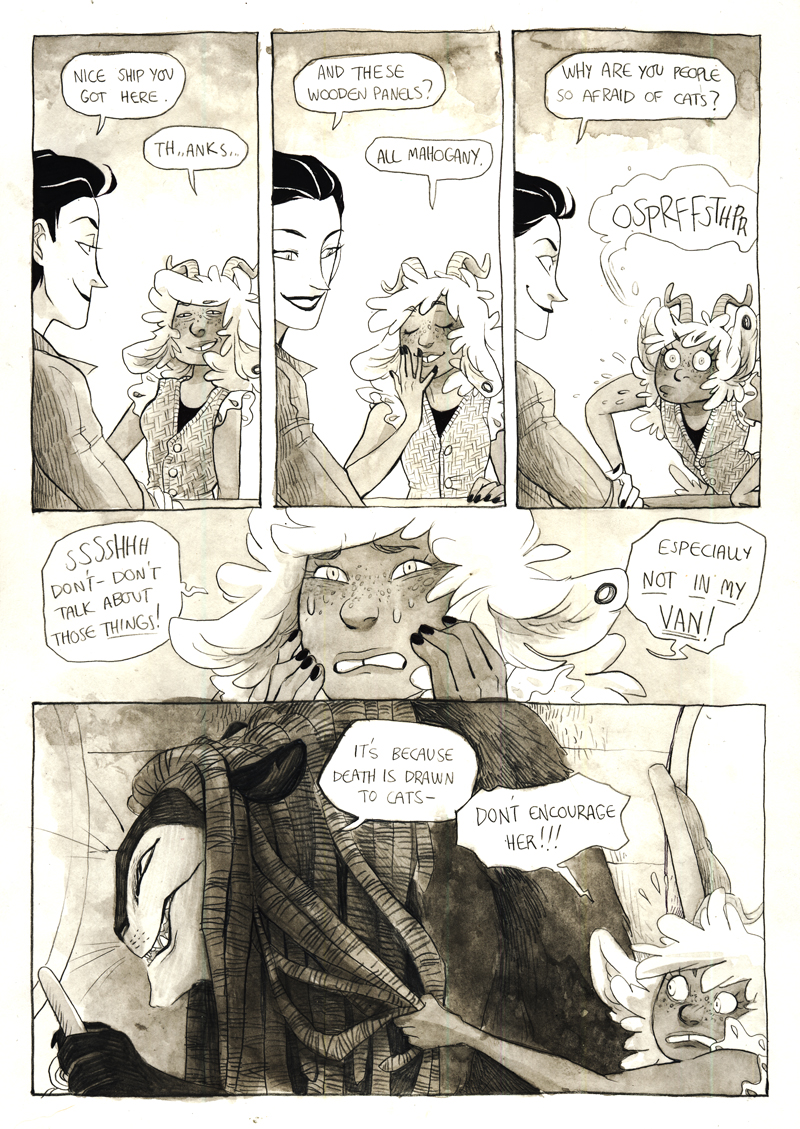 NICE SHIP YOU
GOT HERE.
TH,,ANKS,..
AND THESE
WOODEN PANELS?
ALL MAHOGANY.
WHY ARE YOU PEOPLE
SO AFRAID OF CATS?
OSPRFFSTHPR
SSSSHHH
DON'T- DON'T
TALK ABOUT
THOSE THINGS!
ESPECIALLY
NOT IN MY
VAN!
IT'S BECAUSE
DEATH IS DRAWN
TO CATS-
DON'T ENCOURAGE
HER!!!